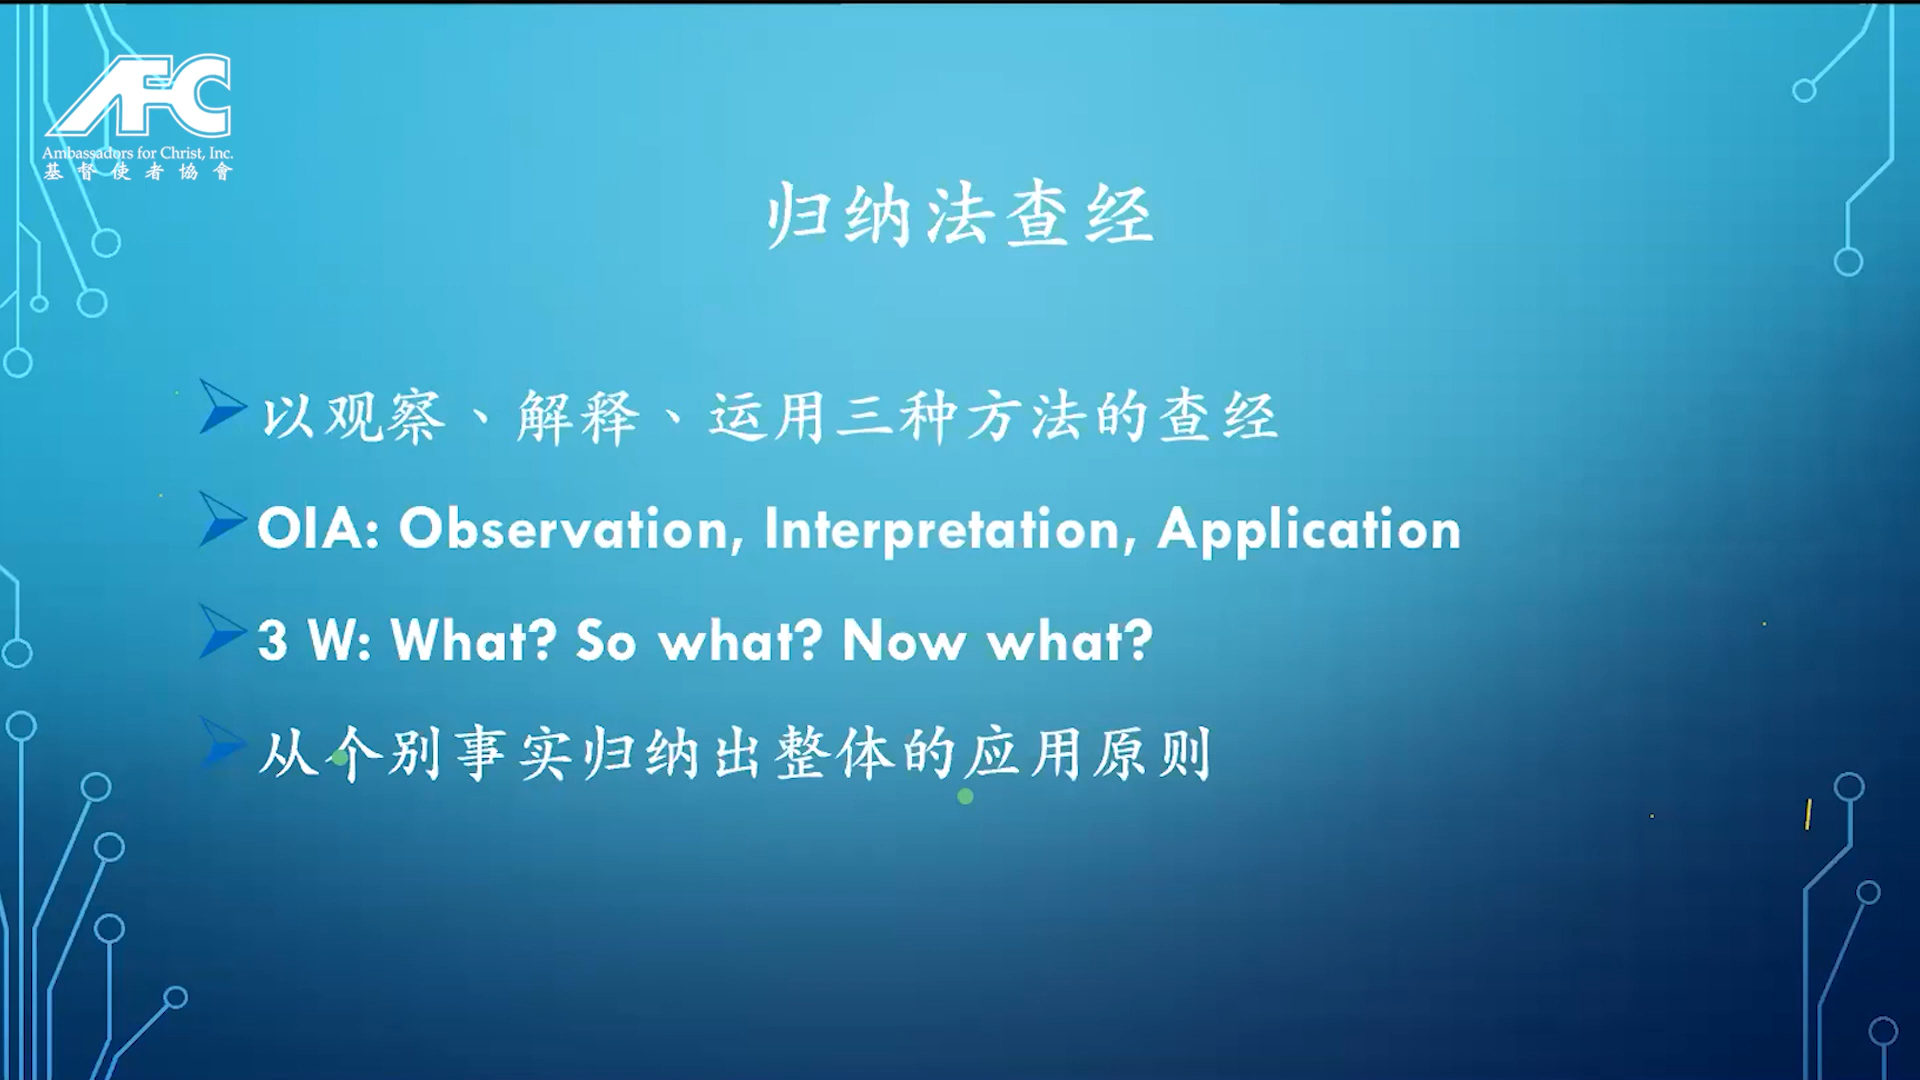 AFC
Ambassadors for Christ, Inc.
基督使者協會
归纳法查经
以观察、解释、运用三种方法的查经
OIA: Observation, Interpretation, Application
3 W: What? So what? Now what?
从个别事实归纳出整体的应用原则